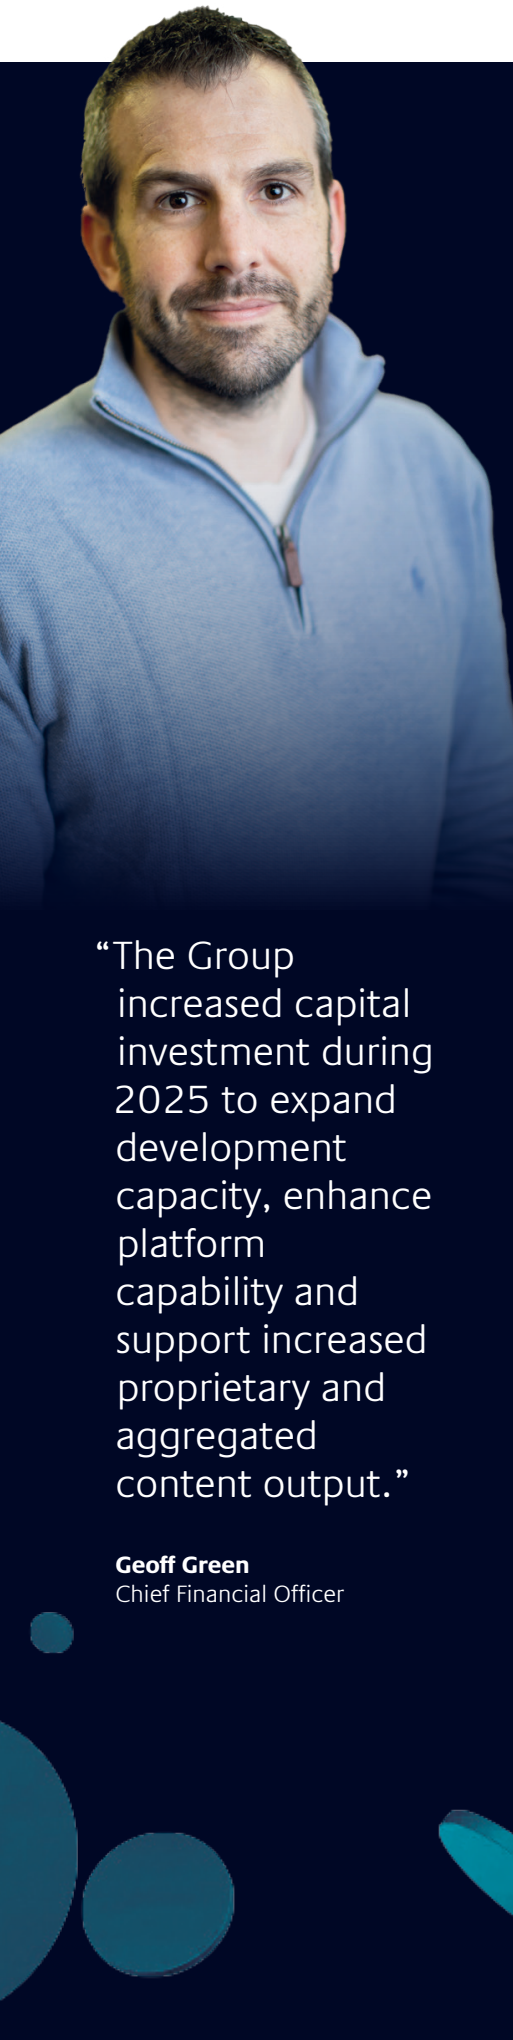 “The Group
increased capital
investment during
2025 to expand
development
capacity, enhance
platform
capability and
support increased
proprietary and
aggregated
content output.”
Geoff Green
Chief Financial Officer